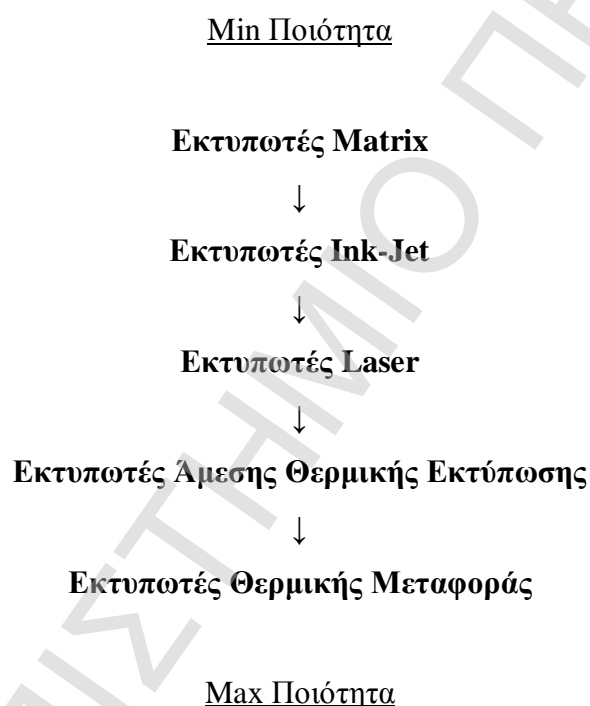 Min Ποιότητα
Εκτυπωτές Matrix
↓
Εκτυπωτές Ink-Jet
↓
Εκτυπωτές Laser
↓
Εκτυπωτές Άμεσης Θερμικής Εκτύπωσης
↓
Εκτυπωτές Θερμικής Μεταφοράς
Max Ποιότητα